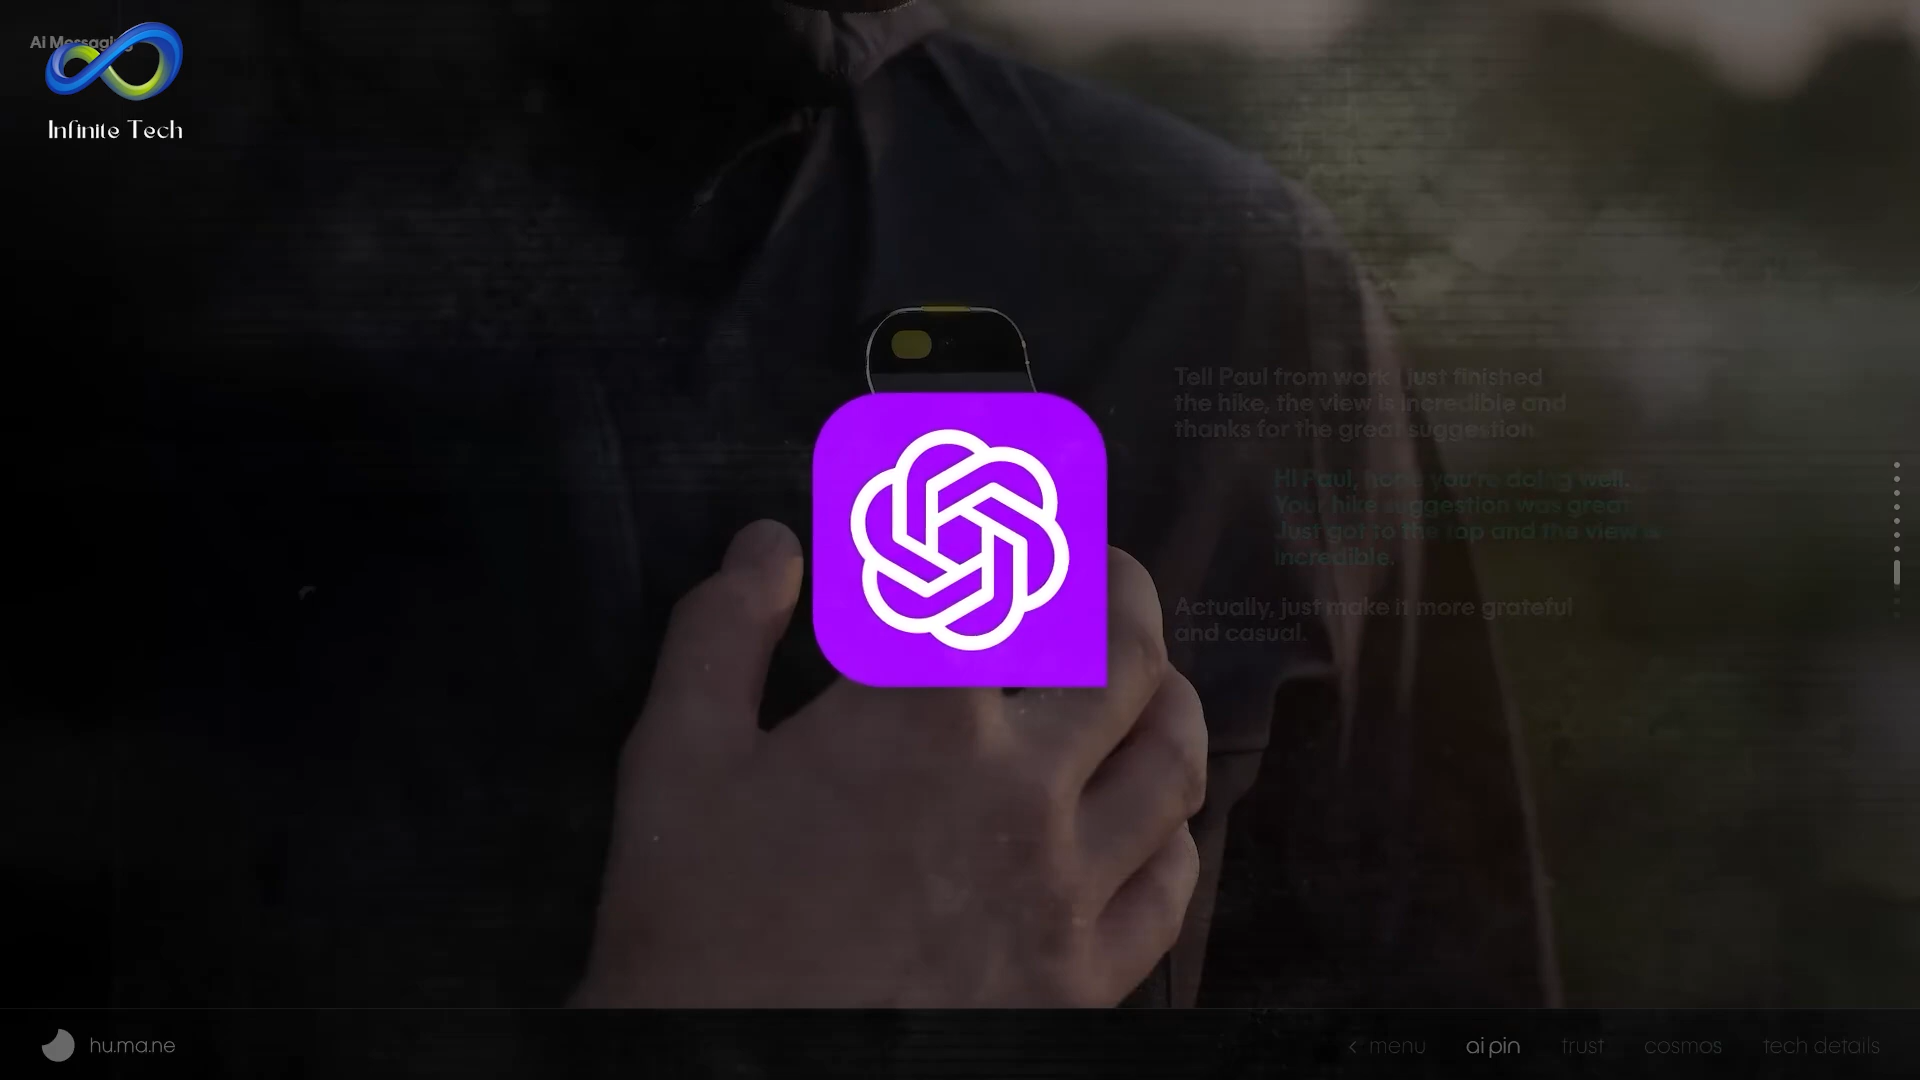 Ai Messaging
Infinite Tech
Tell Paul from work I just finished
the hike, the view is incredible and
thanks for the great suggestion.
Hi Paul, hope you're doing well.
Your hike suggestion was great.
Just got to the top and the view is
incredible.
Actually, just make it more grateful
and casual.
hu.ma.ne
< menu
ai pin
trust
cosmos
tech details